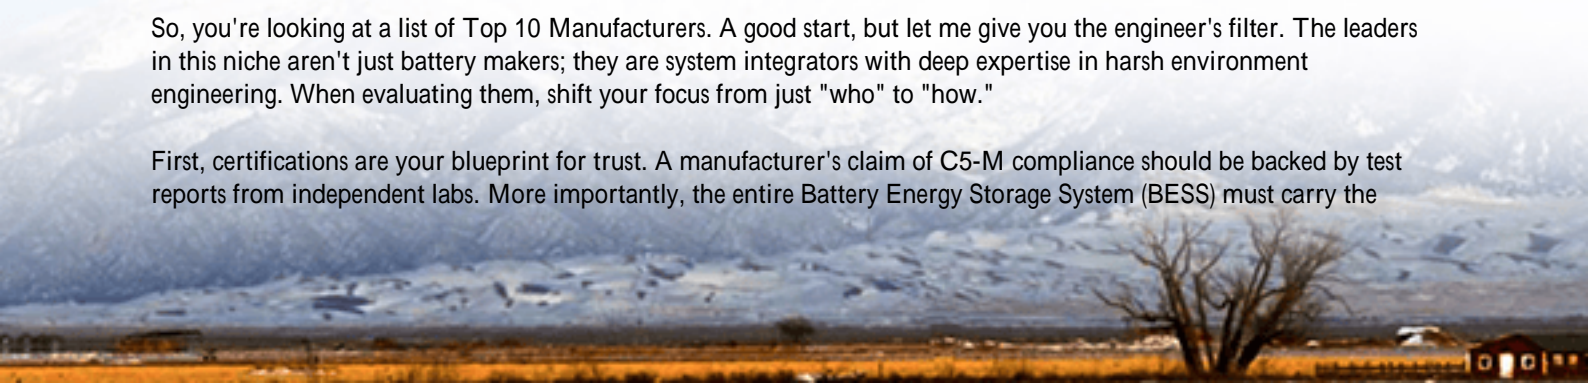 So, you're looking at a list of Top 10 Manufacturers. A good start, but let me give you the engineer's filter. The leaders
in this niche aren't just battery makers; they are system integrators with deep expertise in harsh environment
engineering. When evaluating them, shift your focus from just "who" to "how."
First, certifications are your blueprint for trust. A manufacturer's claim of C5-M compliance should be backed by test
reports from independent labs. More importantly, the entire Battery Energy Storage System (BESS) must carry the